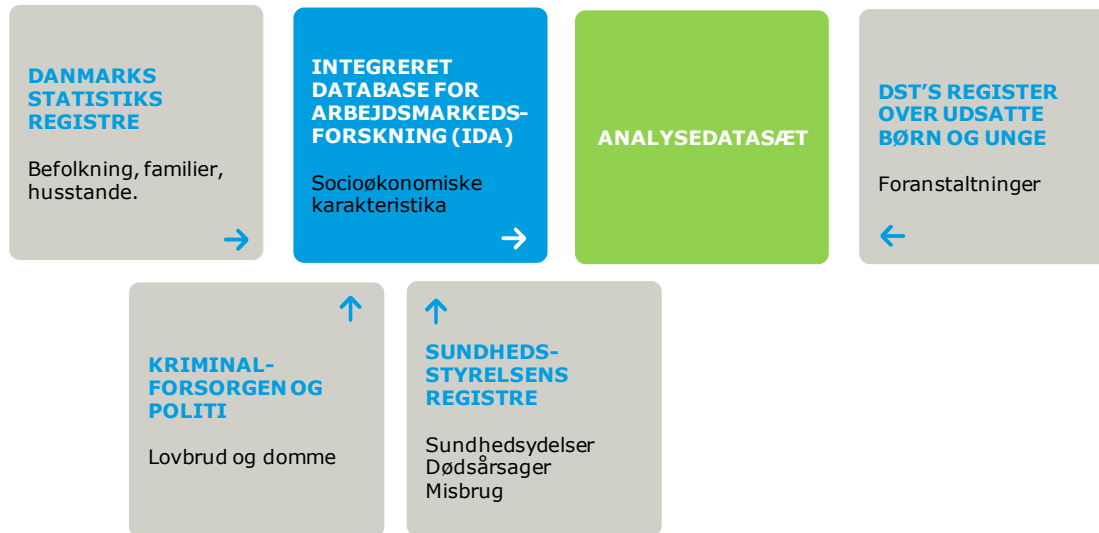 DANMARKS
STATISTIKS
REGISTRE
Befolkning, familier,
husstande.
INTEGRERET
DATABASE FOR
ARBEJDSMARKEDS-
FORSKNING (IDA)
Socioøkonomiske
karakteristika
ANALYSEDATASÆT
DST'S REGISTER
OVER UDSATTE
BØRN OG UNGE
Foranstaltninger
KRIMINAL-
FORSORGEN OG
POLITI
Lovbrud og domme
SUNDHEDS-
STYRELSENS
REGISTRE
Sundhedsydelser
Dødsårsager
Misbrug